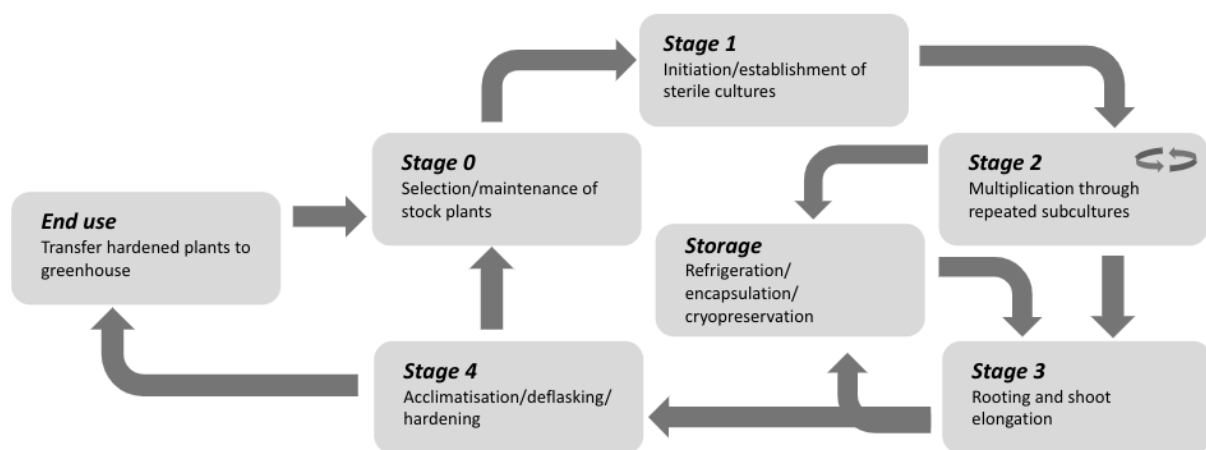 Stage 1
Initiation/establishment of
sterile cultures
Stage 0
Selection/maintenance of
stock plants
Stage 2
Multiplication through
repeated subcultures
End use
Transfer hardened plants to
greenhouse
Storage
Refrigeration/
encapsulation/
cryopreservation
Stage 4
Acclimatisation/deflasking/
hardening
Stage 3
Rooting and shoot
elongation